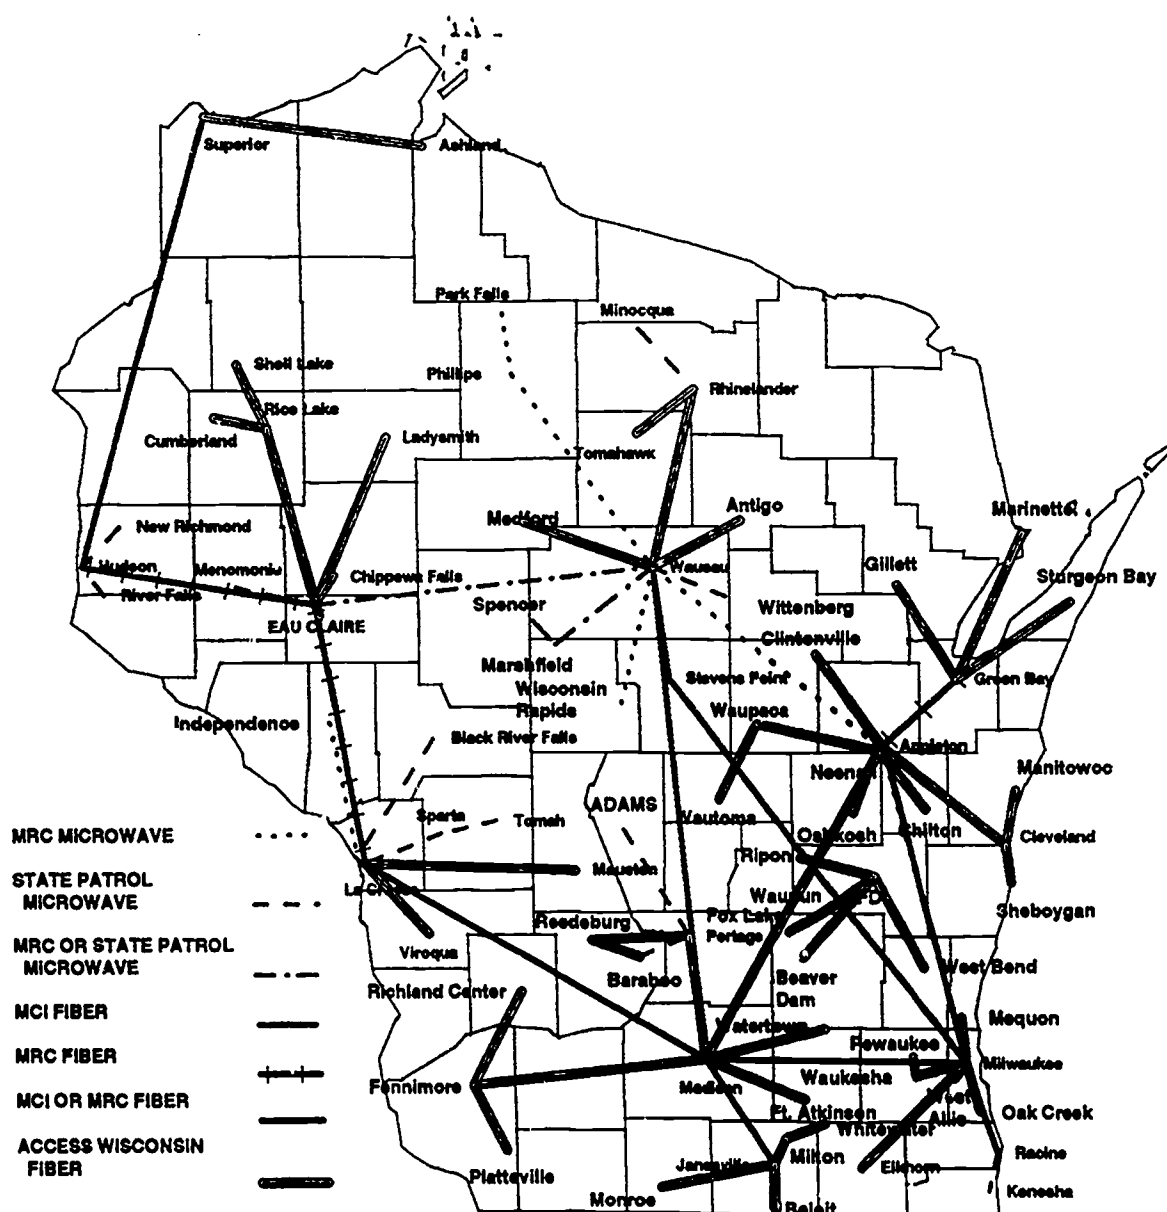 Superior
Ashland
Park Falls
Minocqua
Shell Lake
Phillips
Rhinelander
Rice Lake
Cumberland
Ladysmith
Tomahawk
Medford
Antigo
Marinette
New Richmond
Hudson
Menomonie
Chippewa Falls
Wausau
Gillett
Sturgeon Bay
River Falls
Spencer
Wittenberg
EAU CLAIRE
Clintonville
Marshfield
Stevens Point
Green Bay
Wisconsin
Rapids
Independence
Waupaca
Black River Falls
Appleton
Neenah
Manitowoc
ADAMS
Sparta
Tomah
Wautoma
Oshkosh
Chilton
Cleveland
MRC MICROWAVE
Ripon
Mauston
STATE PATROL
MICROWAVE
Waupun
FD
Sheboygan
Reedsburg
Fox Lake
Portage
MRC OR STATE PATROL
MICROWAVE
Viroqua
Baraboo
Beaver
Dam
West Bend
Richland Center
MCI FIBER
Watertown
Mequon
Pewaukee
MRC FIBER
Milwaukee
Fennimore
Madison
Waukesha
MCI OR MRC FIBER
West
Allis
Ft. Atkinson
Oak Creek
Whitewater
ACCESS WISCONSIN
FIBER
Janesville
Milton
Elkhorn
Racine
Platteville
Monroe
Kenosha
Beloit